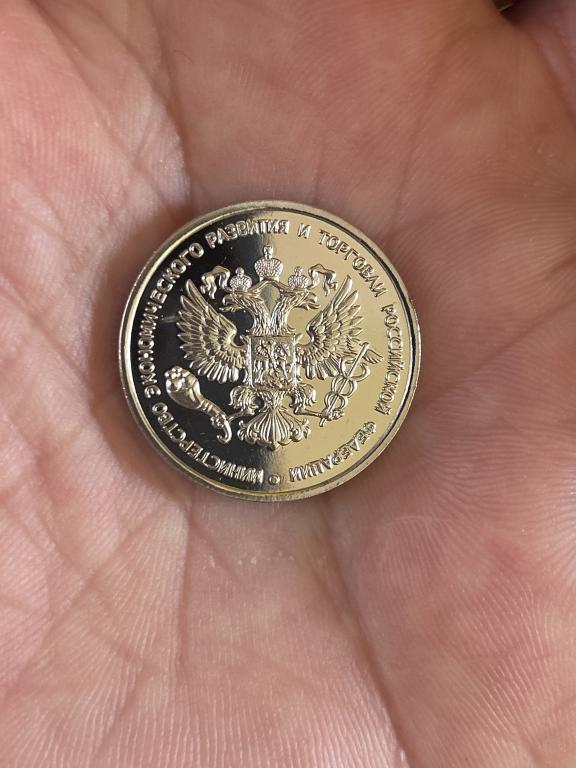 МИНИСТЕРСТВО ЭКОНОМИЧЕСКОГО РАЗВИТИЯ И ТОРГОВЛИ РОССИЙСКОЙ ФЕДЕРАЦИИ